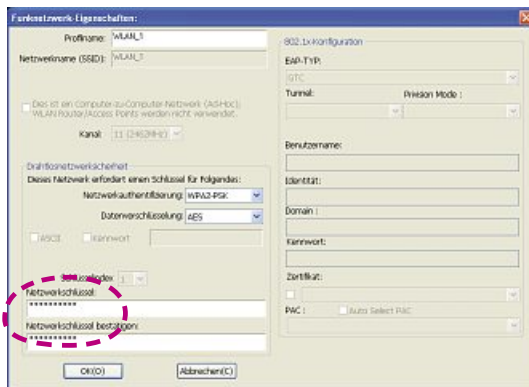 Funknetzwerk-Eigenschaften:
Profilname: WLAN_1
Netzwerkname (SSID): WLAN_1
Dies ist ein Computer-zu-Computer Netzwerk (Ad-Hoc);
WLAN Router/Access Points werden nicht verwendet.
Kanal: 11 (2462MHz)
Drahtlosnetzwerksicherheit
Dieses Netzwerk erfordert einen Schlüssel für Folgendes:
Netzwerkauthentifizierung: WPA2-PSK
Datenverschlüsselung: AES
ASCII Kennwort
Schlüsselindex 1
Netzwerkschlüssel:
**********
Netzwerkschlüssel bestätigen:
**********
OK(O) Abbrechen(C)
802.1x-Konfiguration
EAP-TYP:
GTC
Tunnel: Provision Mode :
Benutzername:
Identität:
Domain :
Kennwort:
Zertifikat:
PAC : Auto Select PAC